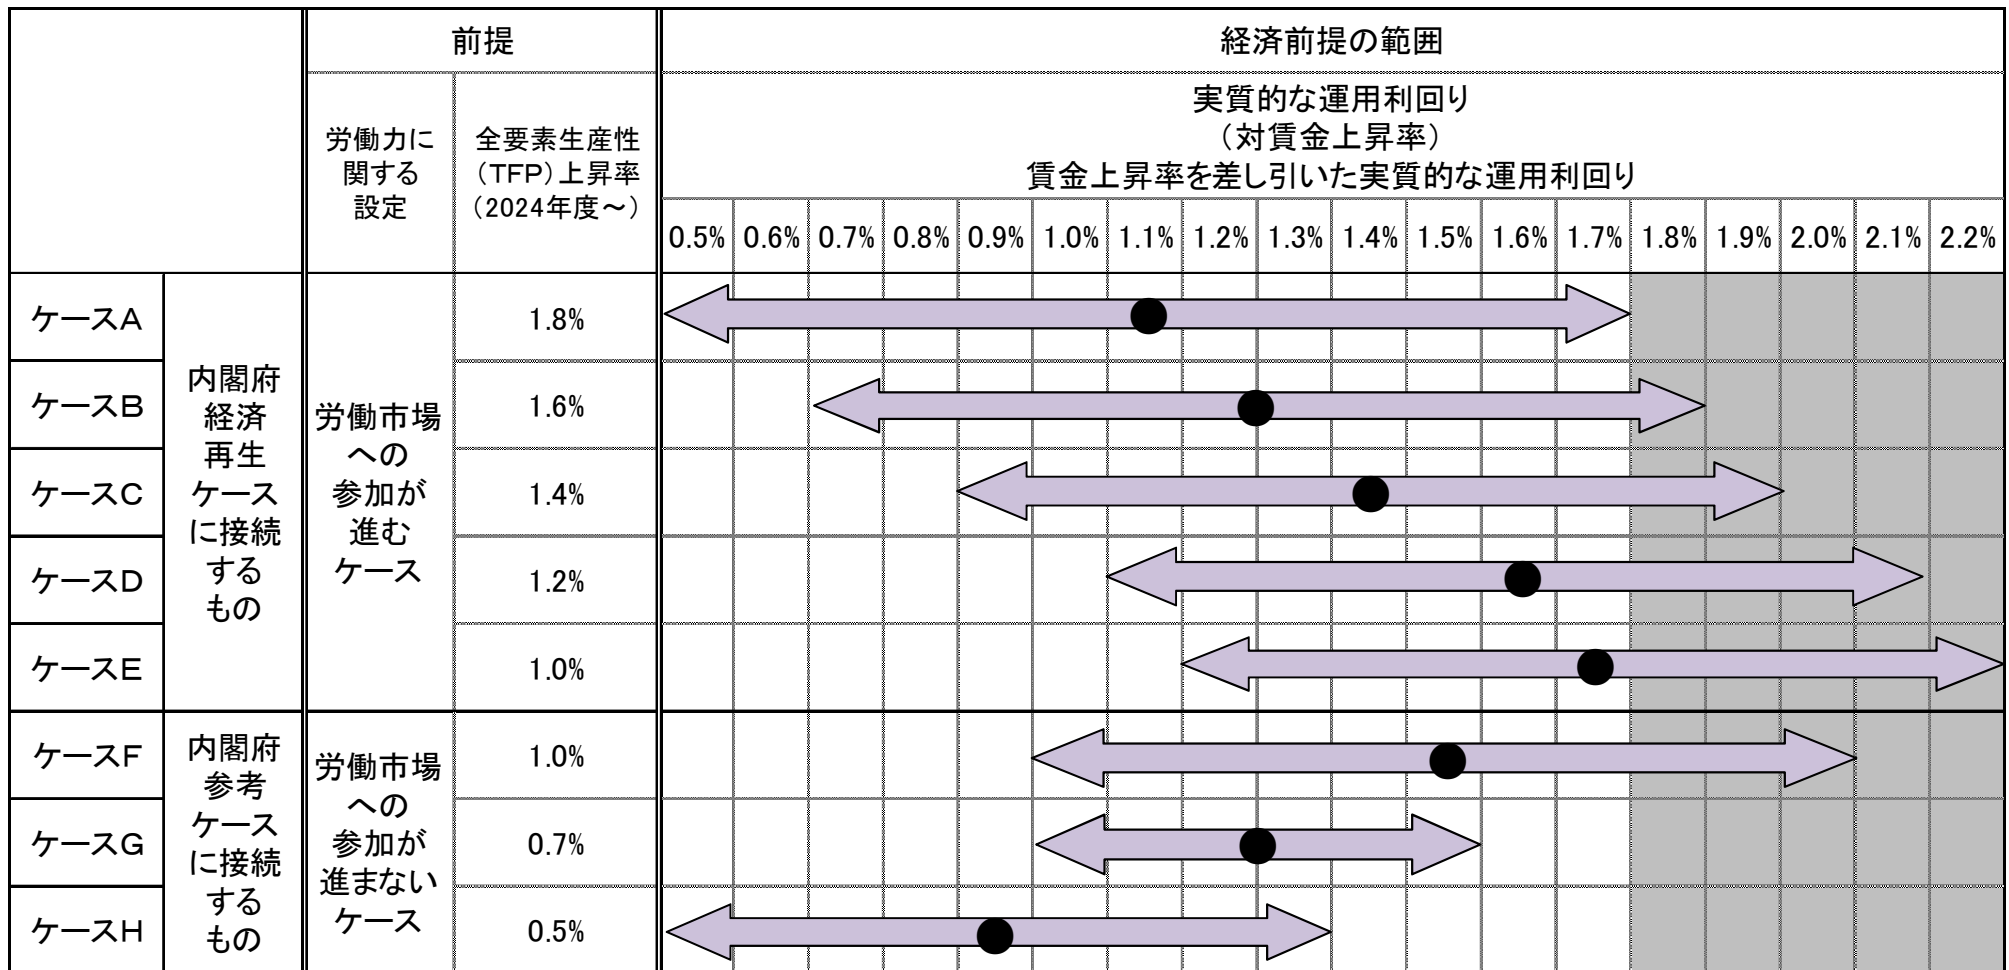 前提
経済前提の範囲
労働力に
関する
設定
全要素生産性
（TFP）上昇率
（2024年度～）
実質的な運用利回り
（対賃金上昇率）
賃金上昇率を差し引いた実質的な運用利回り
0.5% 0.6% 0.7% 0.8% 0.9% 1.0% 1.1% 1.2% 1.3% 1.4% 1.5% 1.6% 1.7% 1.8% 1.9% 2.0% 2.1% 2.2%
ケースA
1.8%
ケースB
1.6%
ケースC
1.4%
ケースD
1.2%
ケースE
1.0%
内閣府
経済
再生
ケース
に接続
する
もの
労働市場
への
参加が
進む
ケース
ケースF
1.0%
ケースG
0.7%
ケースH
0.5%
内閣府
参考
ケース
に接続
する
もの
労働市場
への
参加が
進まない
ケース